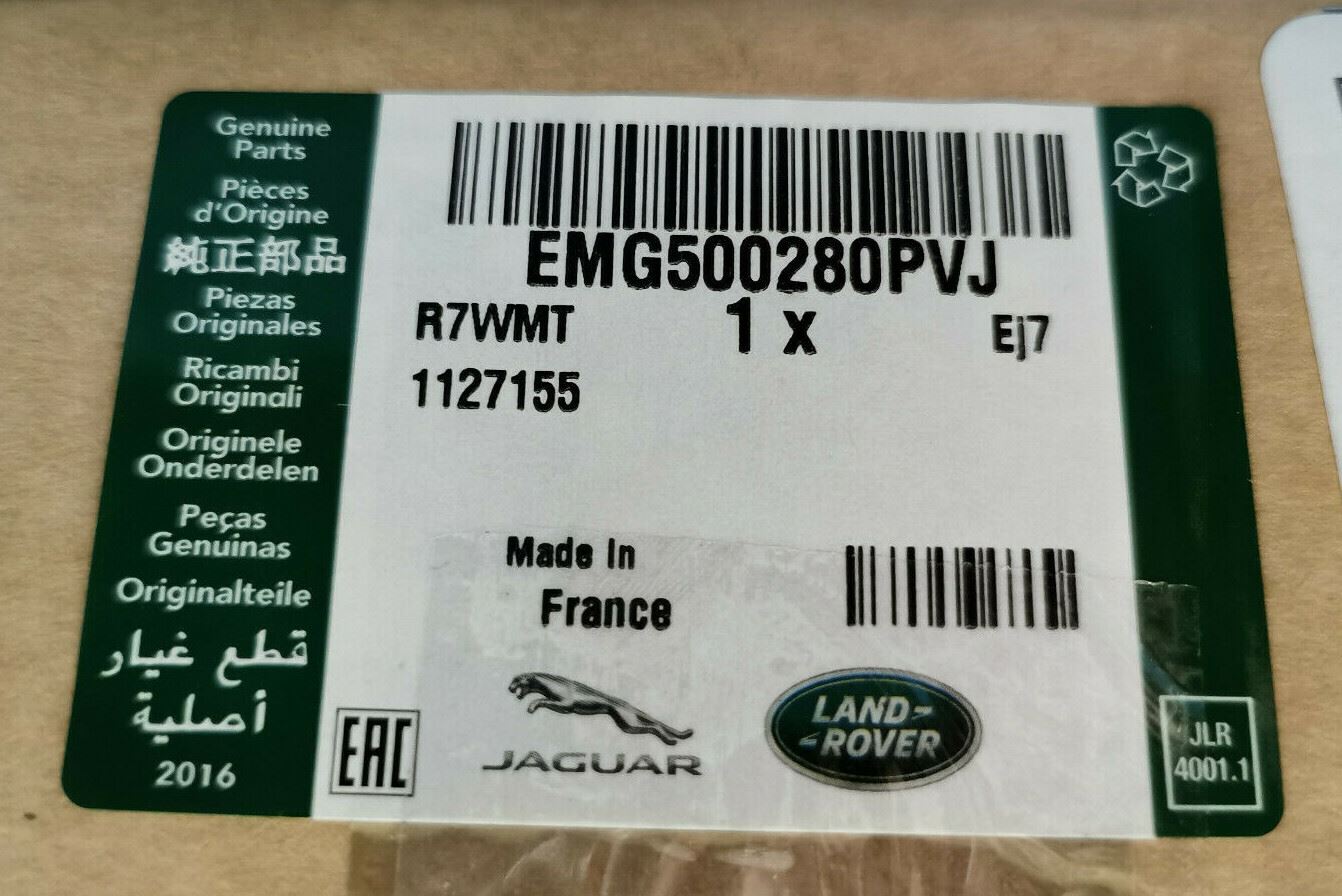 Genuine
Parts
Pièces
d'Origine
純正部品
Piezas
Originales
Ricambi
Originali
Originele
Onderdelen
Peças
Genuinas
Originalteile
قطع غيار
أصلية
2016
EMG500280PVJ
R7WMT 1 x Ej7
1127155
Made In
France
EAC
JAGUAR
LAND-
-ROVER
JLR
4001.1